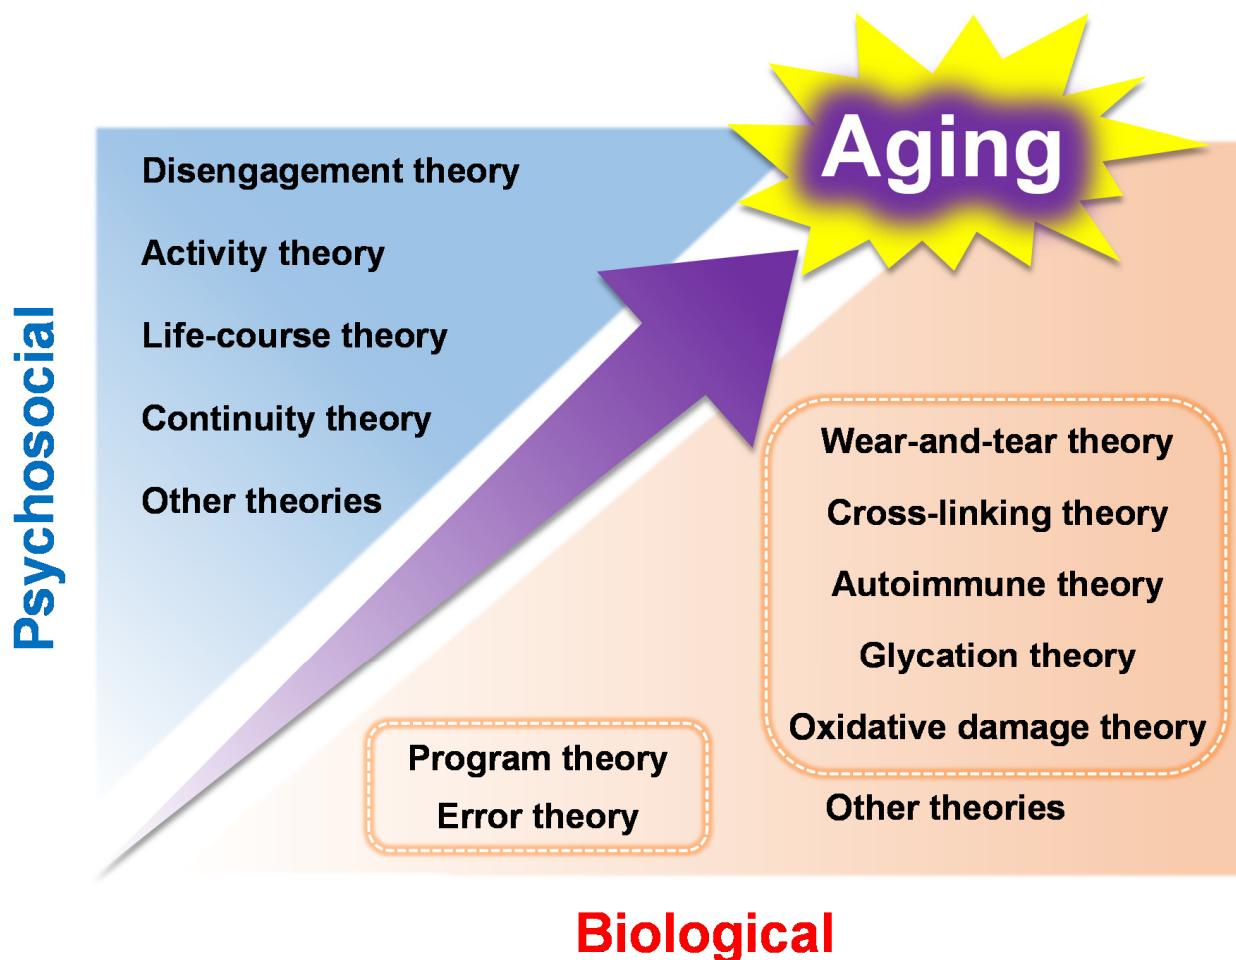 Aging
Psychosocial
Disengagement theory
Activity theory
Life-course theory
Continuity theory
Other theories
Wear-and-tear theory
Cross-linking theory
Autoimmune theory
Glycation theory
Oxidative damage theory
Other theories
Program theory
Error theory
Biological